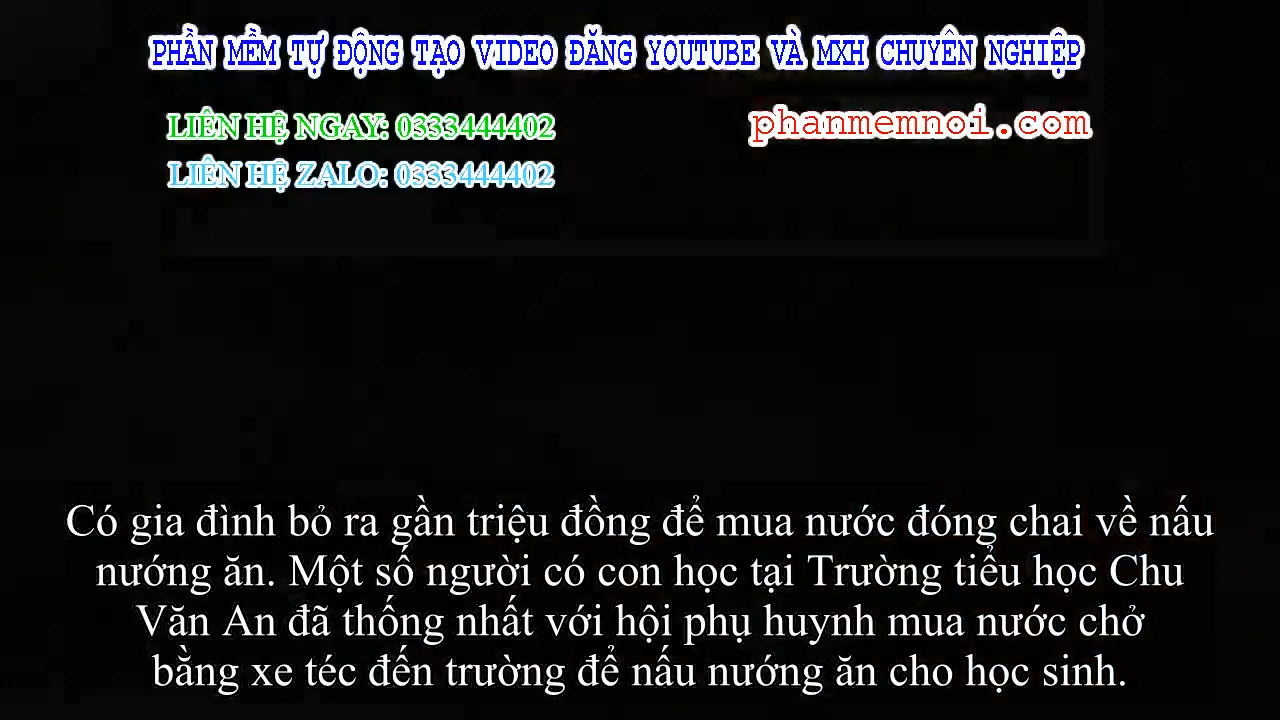 PHẦN MỀM TỰ ĐỘNG TẠO VIDEO ĐĂNG YOUTUBE VÀ MXH CHUYÊN NGHIỆP
LIÊN HỆ NGAY: 0333444402
phanmemnoi.com
LIÊN HỆ ZALO: 0333444402
Có gia đình bỏ ra gần triệu đồng để mua nước đóng chai về nấu
nướng ăn. Một số người có con học tại Trường tiểu học Chu
Văn An đã thống nhất với hội phụ huynh mua nước chở
bằng xe téc đến trường để nấu nướng ăn cho học sinh.